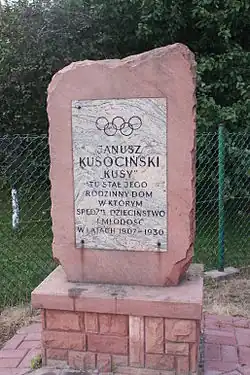 JANUSZ
KUSOCIŃSKI
„KUSY”
TU STAŁ JEGO
RODZINNY DOM
W KTÓRYM
SPĘDZIŁ DZIECIŃSTWO
I MŁODOŚĆ
W LATACH 1907-1930